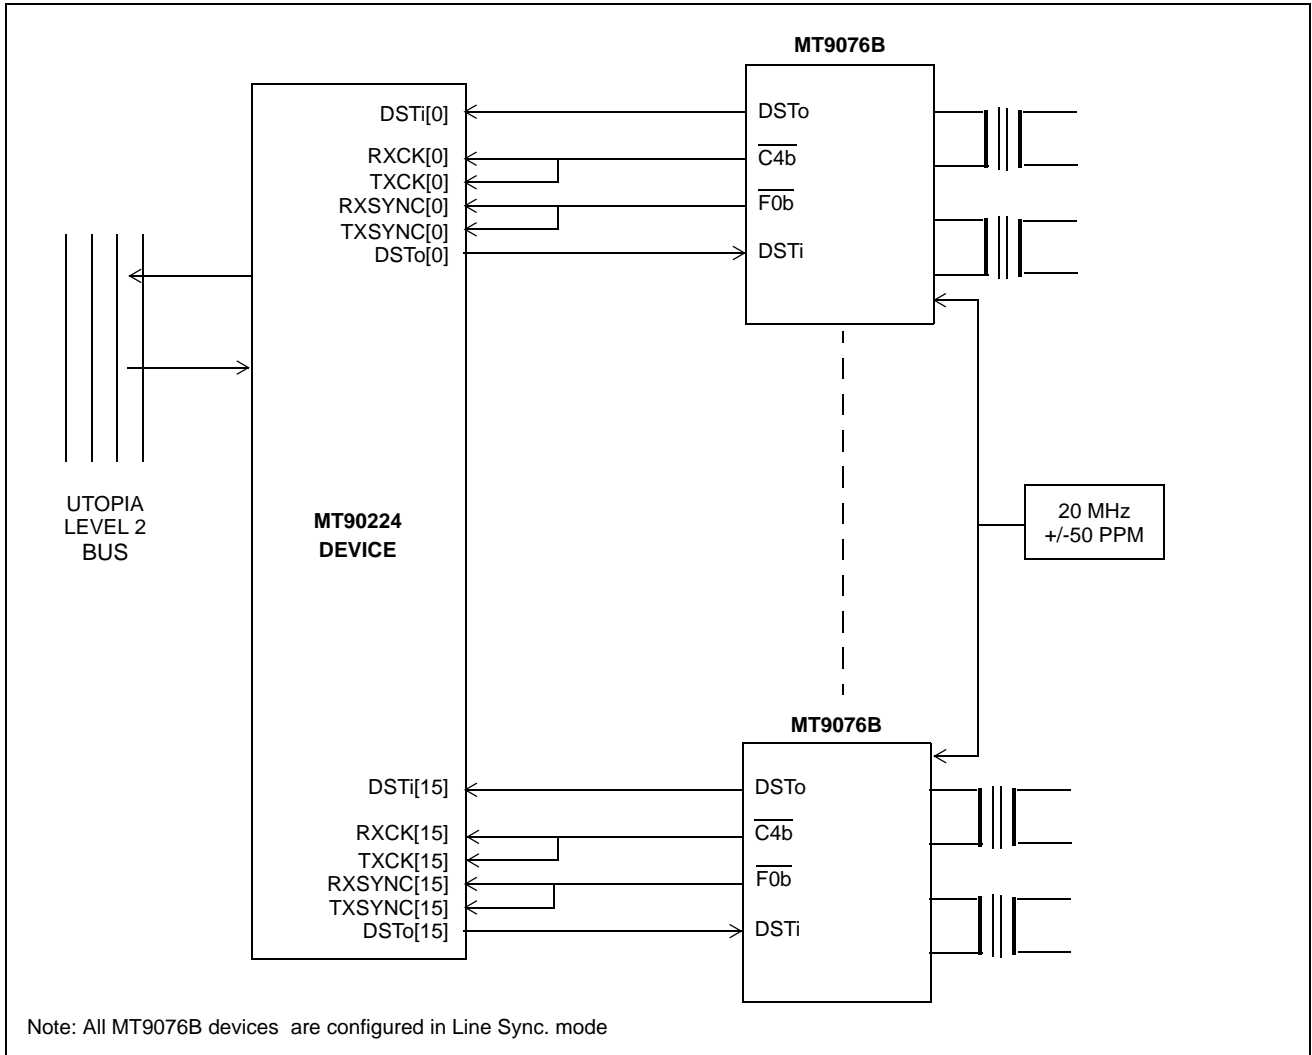 MT9076B
DSTi[0]
RXCK[0]
TXCK[0]
RXSYNC[0]
TXSYNC[0]
DSTo[0]
DSTo
C4b
F0b
DSTi
UTOPIA
LEVEL 2
BUS
MT90224
DEVICE
20 MHz
+/-50 PPM
MT9076B
DSTi[15]
RXCK[15]
TXCK[15]
RXSYNC[15]
TXSYNC[15]
DSTo[15]
DSTo
C4b
F0b
DSTi
Note: All MT9076B devices are configured in Line Sync. mode